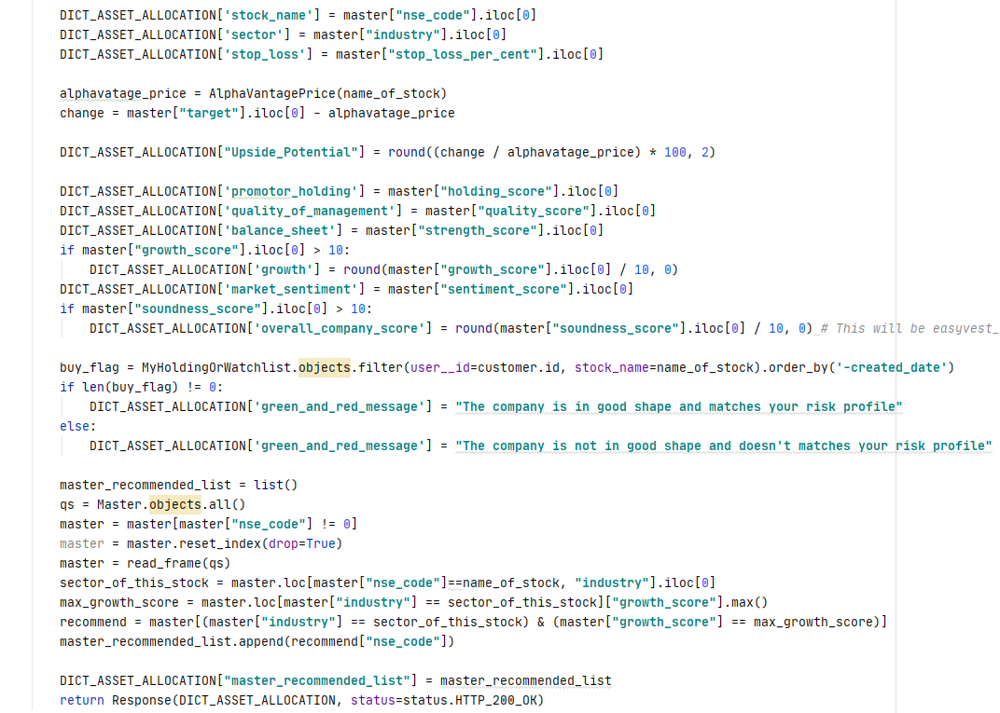 DICT_ASSET_ALLOCATION['stock_name'] = master["nse_code"].iloc[0]
DICT_ASSET_ALLOCATION['sector'] = master["industry"].iloc[0]
DICT_ASSET_ALLOCATION['stop_loss'] = master["stop_loss_per_cent"].iloc[0]
alphavatage_price = AlphaVantagePrice(name_of_stock)
change = master["target"].iloc[0] - alphavatage_price
DICT_ASSET_ALLOCATION["Upside_Potential"] = round((change / alphavatage_price) * 100, 2)
DICT_ASSET_ALLOCATION['promotor_holding'] = master["holding_score"].iloc[0]
DICT_ASSET_ALLOCATION['quality_of_management'] = master["quality_score"].iloc[0]
DICT_ASSET_ALLOCATION['balance_sheet'] = master["strength_score"].iloc[0]
if master["growth_score"].iloc[0] > 10:
    DICT_ASSET_ALLOCATION['growth'] = round(master["growth_score"].iloc[0] / 10, 0)
DICT_ASSET_ALLOCATION['market_sentiment'] = master["sentiment_score"].iloc[0]
if master["soundness_score"].iloc[0] > 10:
    DICT_ASSET_ALLOCATION['overall_company_score'] = round(master["soundness_score"].iloc[0] / 10, 0) # This will be easyvest_
buy_flag = MyHoldingOrWatchlist.objects.filter(user__id=customer.id, stock_name=name_of_stock).order_by('-created_date')
if len(buy_flag) != 0:
    DICT_ASSET_ALLOCATION['green_and_red_message'] = "The company is in good shape and matches your risk profile"
else:
    DICT_ASSET_ALLOCATION['green_and_red_message'] = "The company is not in good shape and doesn't matches your risk profile"
master_recommended_list = list()
qs = Master.objects.all()
master = master[master["nse_code"] != 0]
master = master.reset_index(drop=True)
master = read_frame(qs)
sector_of_this_stock = master.loc[master["nse_code"]==name_of_stock, "industry"].iloc[0]
max_growth_score = master.loc[master["industry"] == sector_of_this_stock]["growth_score"].max()
recommend = master[(master["industry"] == sector_of_this_stock) & (master["growth_score"] == max_growth_score)]
master_recommended_list.append(recommend["nse_code"])
DICT_ASSET_ALLOCATION["master_recommended_list"] = master_recommended_list
return Response(DICT_ASSET_ALLOCATION, status=status.HTTP_200_OK)